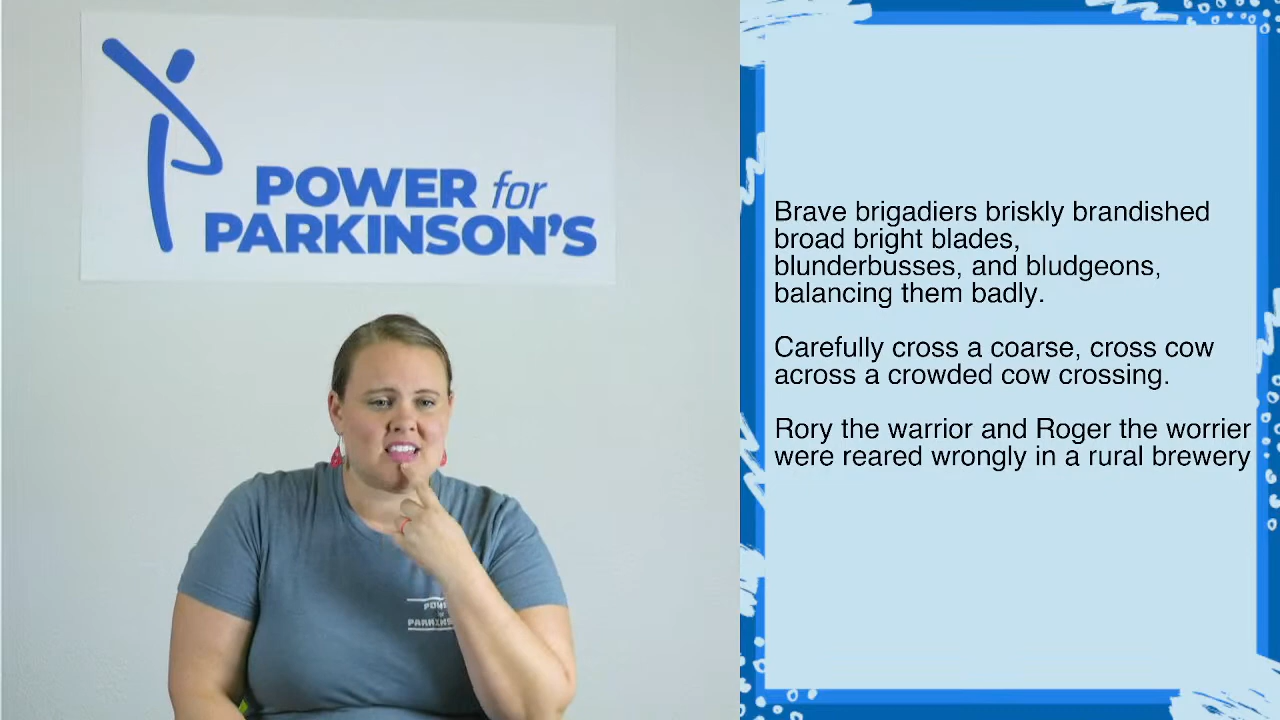 POWER for
PARKINSON'S
Brave brigadiers briskly brandished
broad bright blades,
blunderbusses, and bludgeons,
balancing them badly.
Carefully cross a coarse, cross cow
across a crowded cow crossing.
Rory the warrior and Roger the worrier
were reared wrongly in a rural brewery